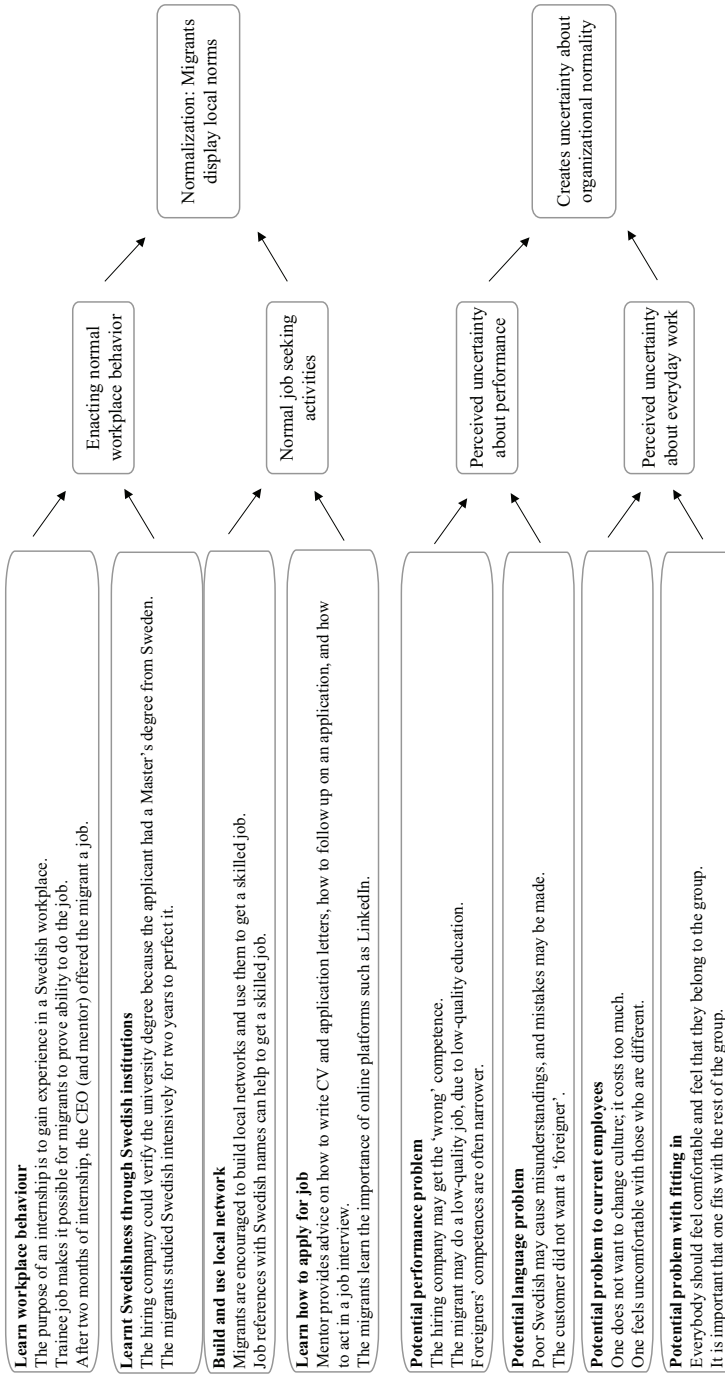 Learn workplace behaviour
The purpose of an internship is to gain experience in a Swedish workplace.
Trainee job makes it possible for migrants to prove ability to do the job.
After two months of internship, the CEO (and mentor) offered the migrant a job.
Learnt Swedishness through Swedish institutions
The hiring company could verify the university degree because the applicant had a Master’s degree from Sweden.
The migrants studied Swedish intensively for two years to perfect it.
Build and use local network
Migrants are encouraged to build local networks and use them to get a skilled job.
Job references with Swedish names can help to get a skilled job.
Learn how to apply for job
Mentor provides advice on how to write CV and application letters, how to follow up on an application, and how
to act in a job interview.
The migrants learn the importance of online platforms such as LinkedIn.
Potential performance problem
The hiring company may get the ‘wrong’ competence.
The migrant may do a low-quality job, due to low-quality education.
Foreigners’ competences are often narrower.
Potential language problem
Poor Swedish may cause misunderstandings, and mistakes may be made.
The customer did not want a ‘foreigner’.
Potential problem to current employees
One does not want to change culture; it costs too much.
One feels uncomfortable with those who are different.
Potential problem with fitting in
Everybody should feel comfortable and feel that they belong to the group.
It is important that one fits with the rest of the group.
Enacting normal
workplace behavior
Normal job seeking
activities
Perceived uncertainty
about performance
Perceived uncertainty
about everyday work
Normalization: Migrants
display local norms
Creates uncertainty about
organizational normality